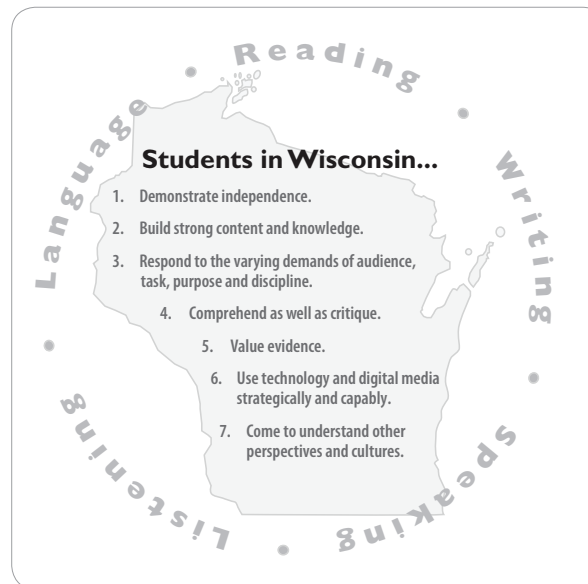 Reading
Writing
Speaking
Listening
Language
Students in Wisconsin...
1. Demonstrate independence.
2. Build strong content and knowledge.
3. Respond to the varying demands of audience,
task, purpose and discipline.
4. Comprehend as well as critique.
5. Value evidence.
6. Use technology and digital media
strategically and capably.
7. Come to understand other
perspectives and cultures.